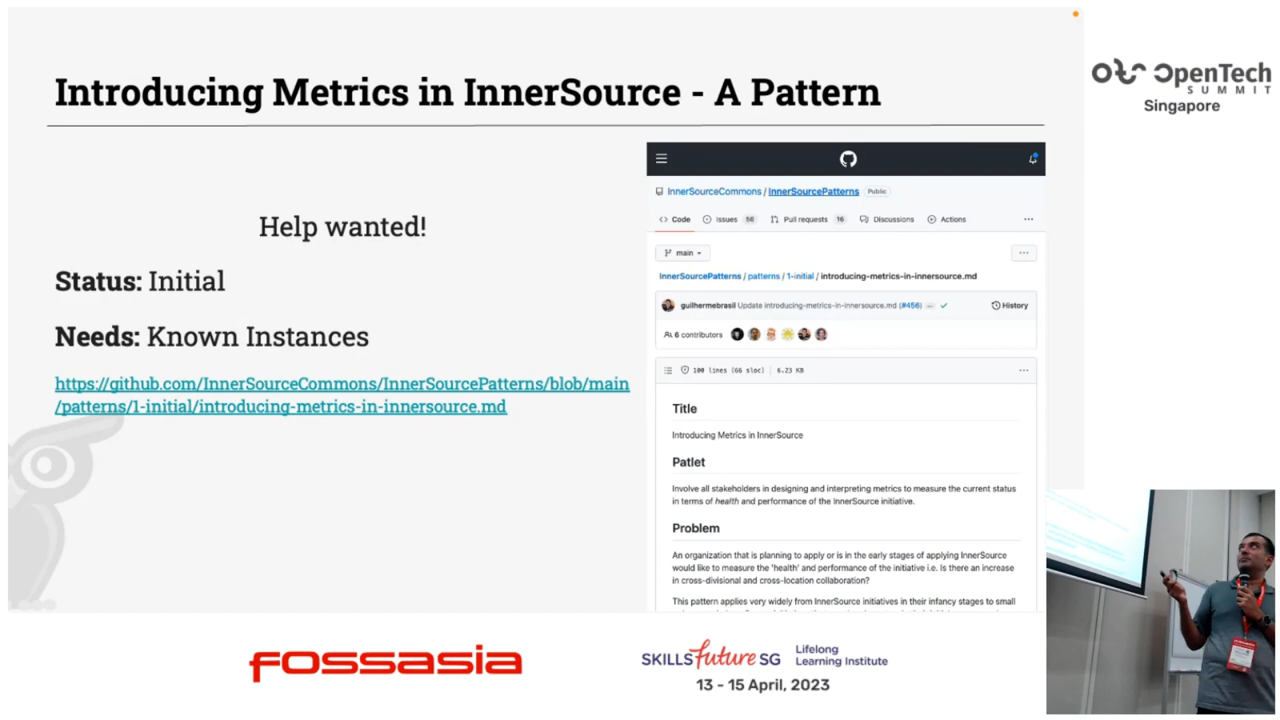 Introducing Metrics in InnerSource - A Pattern
Help wanted!
Status: Initial
Needs: Known Instances
https://github.com/InnerSourceCommons/InnerSourcePatterns/blob/main
/patterns/1-initial/introducing-metrics-in-innersource.md
InnerSourceCommons / InnerSourcePatterns Public
Code Issues 56 Pull requests 16 Discussions Actions ...
main
...
InnerSourcePatterns / patterns / 1-initial / introducing-metrics-in-innersource.md
guilhermebrasil Update introducing-metrics-in-innersource.md (#456) ... History
6 contributors
100 lines (66 sloc) 6.23 KB ...
Title
Introducing Metrics in InnerSource
Patlet
Involve all stakeholders in designing and interpreting metrics to measure the current status
in terms of health and performance of the InnerSource initiative.
Problem
An organization that is planning to apply or is in the early stages of applying InnerSource
would like to measure the 'health' and performance of the initiative i.e. Is there an increase
in cross-divisional and cross-location collaboration?
This pattern applies very widely from InnerSource initiatives in their infancy stages to small
OpenTech
SUMMIT
Singapore
fossasia
SKILLS future SG
Lifelong
Learning Institute
13 - 15 April, 2023